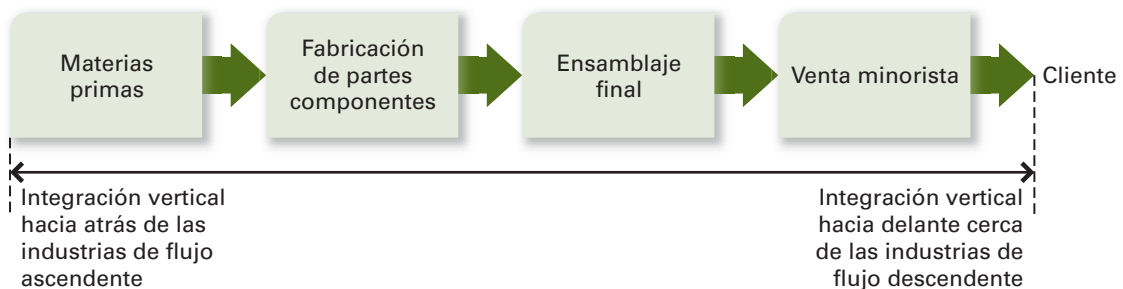 Materias
primas
Fabricación
de partes
componentes
Ensamblaje
final
Venta minorista
Cliente
Integración vertical
hacia atrás de las
industrias de flujo
ascendente
Integración vertical
hacia delante cerca
de las industrias de
flujo descendente